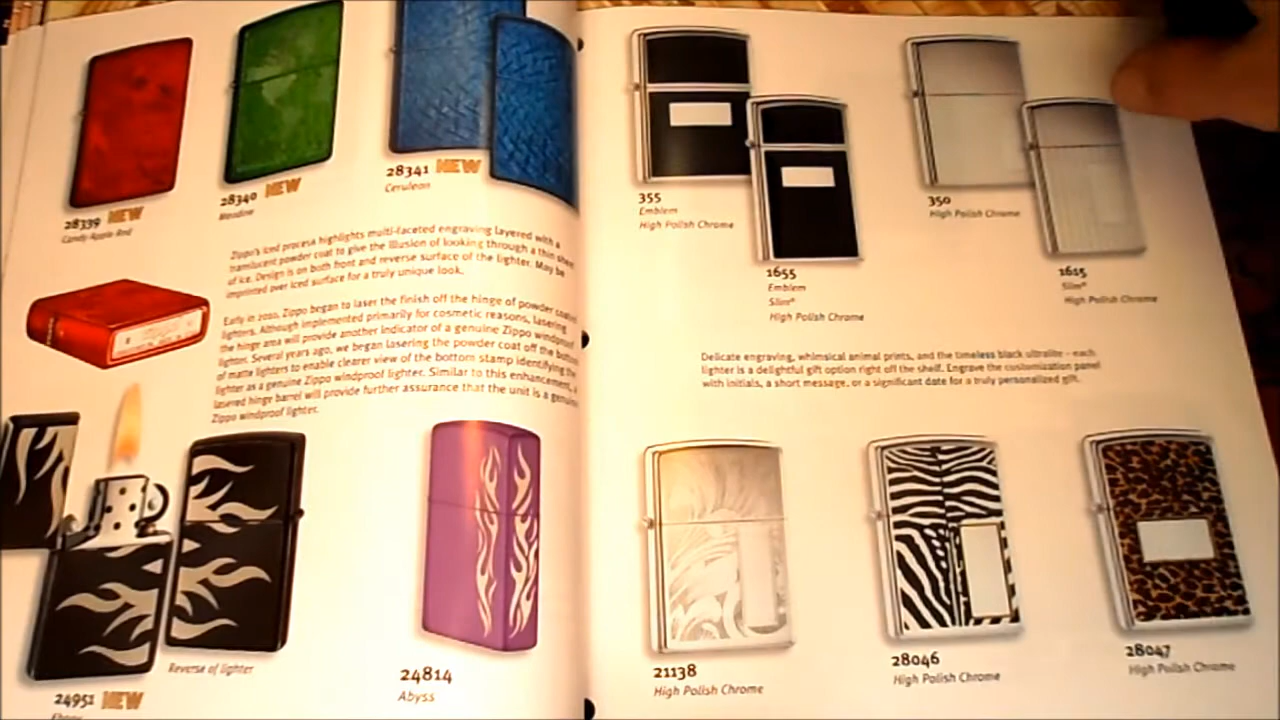 28339 NEW
Candy Apple Red
28340 NEW
Meadow
28341 NEW
Cerulean
Zippo's iced process highlights multi-faceted engraving layered with a
translucent powder coat to give the illusion of looking through a thin sheet
of ice. Design is on both front and reverse surface of the lighter. May be
imprinted over iced surface for a truly unique look.
Early in 2010, Zippo began to laser the finish off the hinge of powder coated
lighters. Although implemented primarily for cosmetic reasons, lasering
the hinge area will provide another indicator of a genuine Zippo windproof
lighter. Several years ago, we began lasering the powder coat off the bottom
of matte lighters to enable clearer view of the bottom stamp identifying the
lighter as a genuine Zippo windproof lighter. Similar to this enhancement, a
lasered hinge barrel will provide further assurance that the unit is a genuine
Zippo windproof lighter.
Reverse of lighter
24951 NEW
Ebony
24814
Abyss
355
Emblem
High Polish Chrome
1655
Emblem
Slim®
High Polish Chrome
350
High Polish Chrome
1615
Slim®
High Polish Chrome
Delicate engraving, whimsical animal prints, and the timeless black ultralite – each
lighter is a delightful gift option right off the shelf. Engrave the customization panel
with initials, a short message, or a significant date for a truly personalized gift.
21138
High Polish Chrome
28046
High Polish Chrome
28047
High Polish Chrome